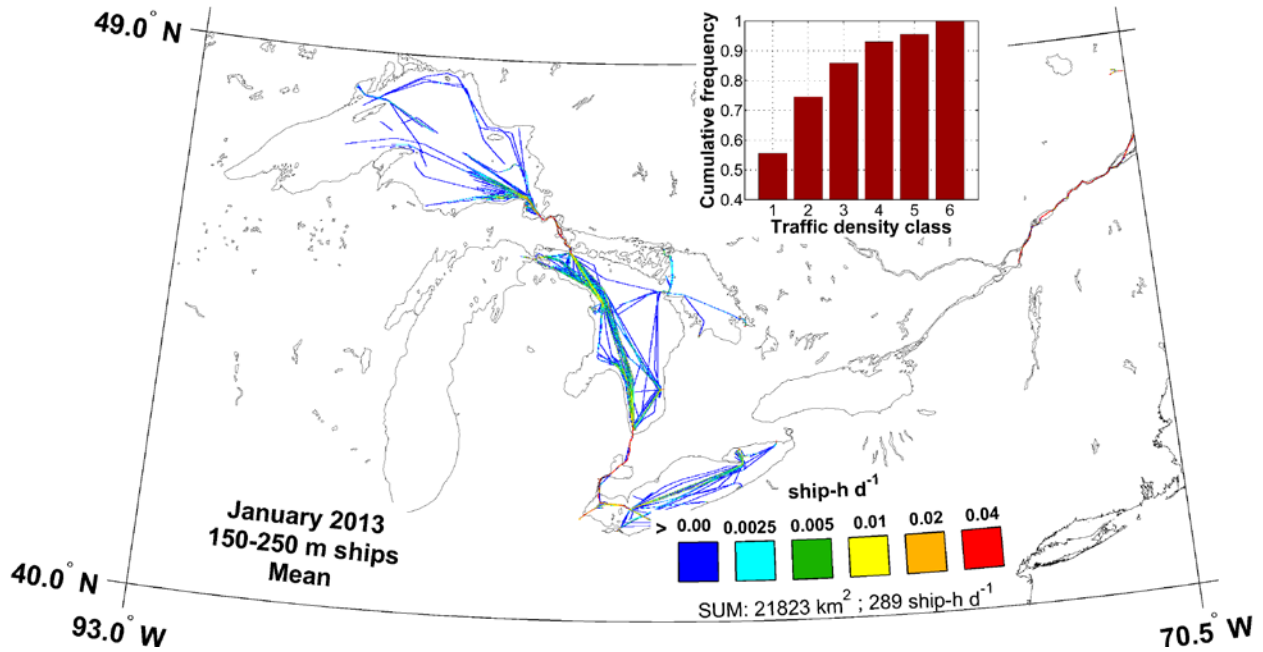 49.0° N
1
0.9
0.8
0.7
0.6
0.5
0.4
Cumulative frequency
1 2 3 4 5 6
Traffic density class
January 2013
150-250 m ships
Mean
ship-h d⁻¹
> 0.00 0.0025 0.005 0.01 0.02 0.04
SUM: 21823 km² ; 289 ship-h d⁻¹
40.0° N
93.0° W
70.5° W